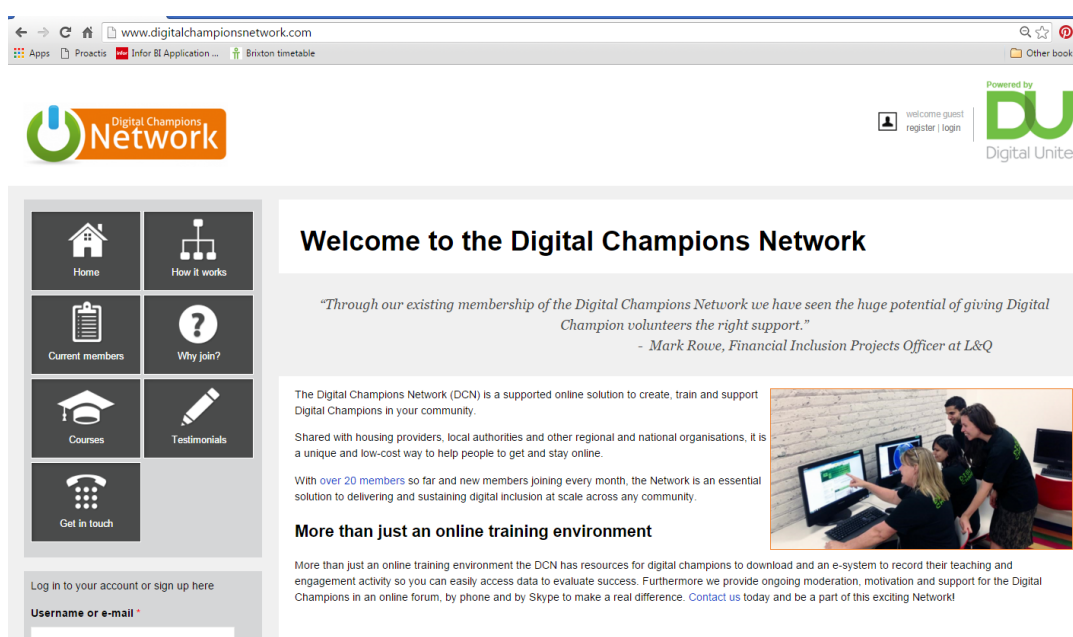 www.digitalchampionsnetwork.com
Apps Proactis Infor BI Application ... Brixton timetable Other book
Powered by
DU
Digital Unite
Digital Champions
Network
welcome guest
register | login
Home
How it works
Current members
Why join?
Courses
Testimonials
Get in touch
Log in to your account or sign up here
Username or e-mail *
Welcome to the Digital Champions Network
“Through our existing membership of the Digital Champions Network we have seen the huge potential of giving Digital
Champion volunteers the right support.”
- Mark Rowe, Financial Inclusion Projects Officer at L&Q
The Digital Champions Network (DCN) is a supported online solution to create, train and support
Digital Champions in your community.
Shared with housing providers, local authorities and other regional and national organisations, it is
a unique and low-cost way to help people to get and stay online.
With over 20 members so far and new members joining every month, the Network is an essential
solution to delivering and sustaining digital inclusion at scale across any community.
More than just an online training environment
More than just an online training environment the DCN has resources for digital champions to download and an e-system to record their teaching and
engagement activity so you can easily access data to evaluate success. Furthermore we provide ongoing moderation, motivation and support for the Digital
Champions in an online forum, by phone and by Skype to make a real difference. Contact us today and be a part of this exciting Network!